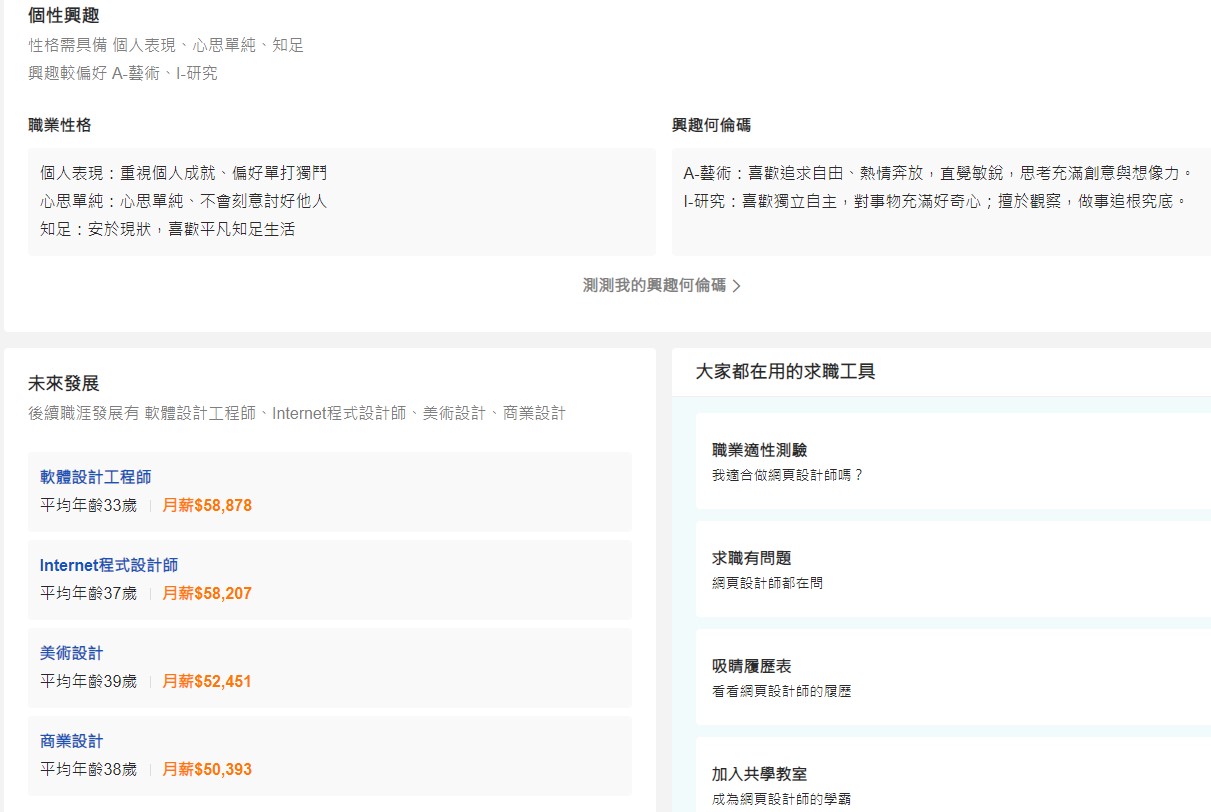 個性興趣
性格需具備 個人表現、心思單純、知足
興趣較偏好 A-藝術、I-研究
職業性格
個人表現：重視個人成就、偏好單打獨鬥
心思單純：心思單純、不會刻意討好他人
知足：安於現狀，喜歡平凡知足生活
興趣何倫碼
A-藝術：喜歡追求自由、熱情奔放，直覺敏銳，思考充滿創意與想像力。
I-研究：喜歡獨立自主，對事物充滿好奇心；擅於觀察，做事追根究底。
測測我的興趣何倫碼
未來發展
後續職涯發展有 軟體設計工程師、Internet程式設計師、美術設計、商業設計
軟體設計工程師
平均年齡33歲 月薪$58,878
Internet程式設計師
平均年齡37歲 月薪$58,207
美術設計
平均年齡39歲 月薪$52,451
商業設計
平均年齡38歲 月薪$50,393
大家都在用的求職工具
職業適性測驗
我適合做網頁設計師嗎？
求職有問題
網頁設計師都在問
吸睛履歷表
看看網頁設計師的履歷
加入共學教室
成為網頁設計師的學霸